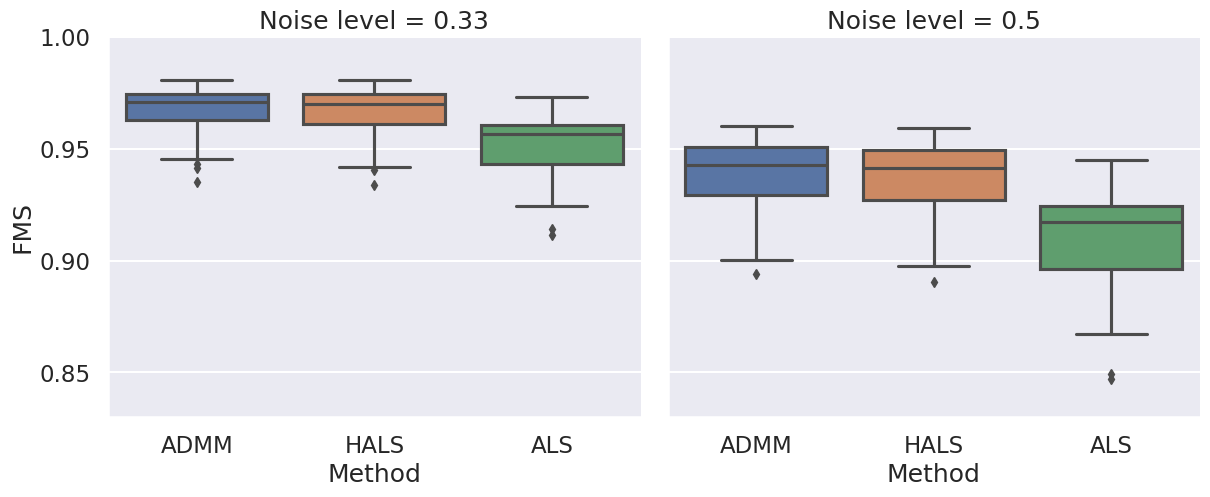 Noise level = 0.33
Noise level = 0.5
1.00
0.95
0.90
0.85
FMS
ADMM HALS ALS
ADMM HALS ALS
Method
Method